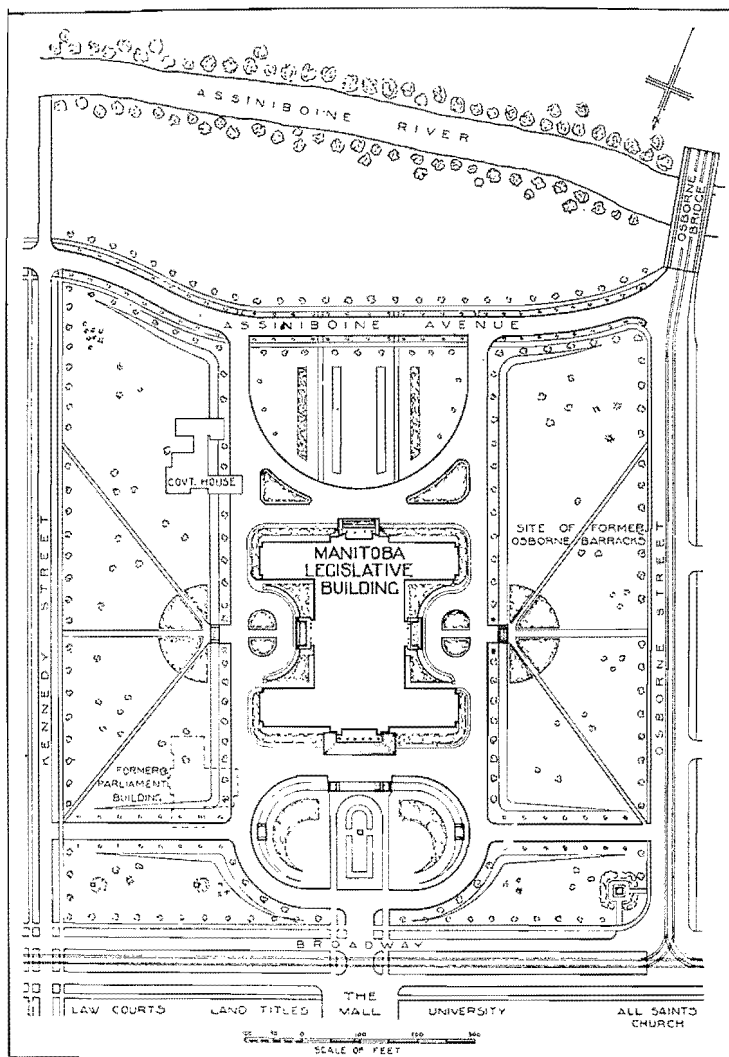 ASSINIBOINE RIVER
OSBORNE
BRIDGE
ASSINIBOINE AVENUE
GOVT. HOUSE
MANITOBA
LEGISLATIVE
BUILDING
SITE OF FORMER
OSBORNE BARRACKS
KENNEDY STREET
OSBORNE STREET
FORMER
PARLIAMENT
BUILDING
BROADWAY
LAW COURTS
LAND TITLES
THE
MALL
UNIVERSITY
ALL SAINTS
CHURCH
SCALE OF FEET